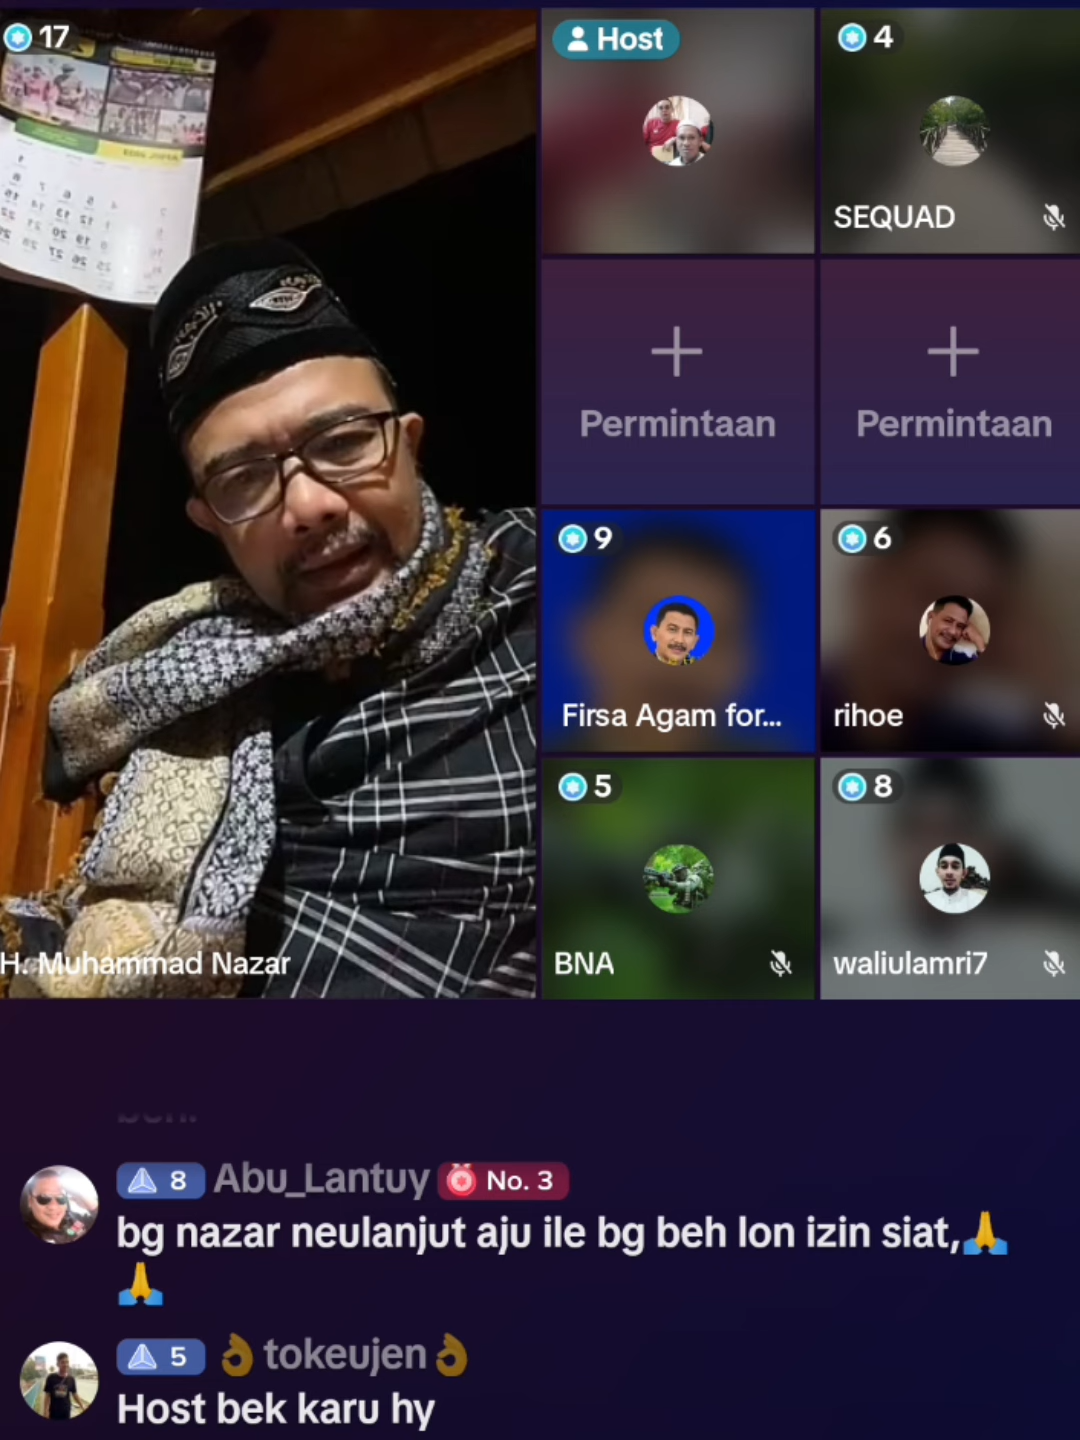 17
Host
4
SEQUAD
Permintaan
Permintaan
9
6
Firsa Agam for...
rihoe
5
8
H. Muhammad Nazar
BNA
waliulamri7
8 Abu_Lantuy No. 3
bg nazar neulanjut aju ile bg beh lon izin siat,🙏
🙏
5 👌tokeujen👌
Host bek karu hy